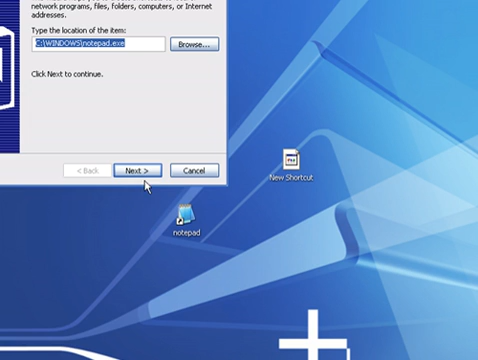 network programs, files, folders, computers, or Internet
addresses.
Type the location of the item:
C:\WINDOWS\notepad.exe
Browse...
Click Next to continue.
< Back
Next >
Cancel
New Shortcut
notepad